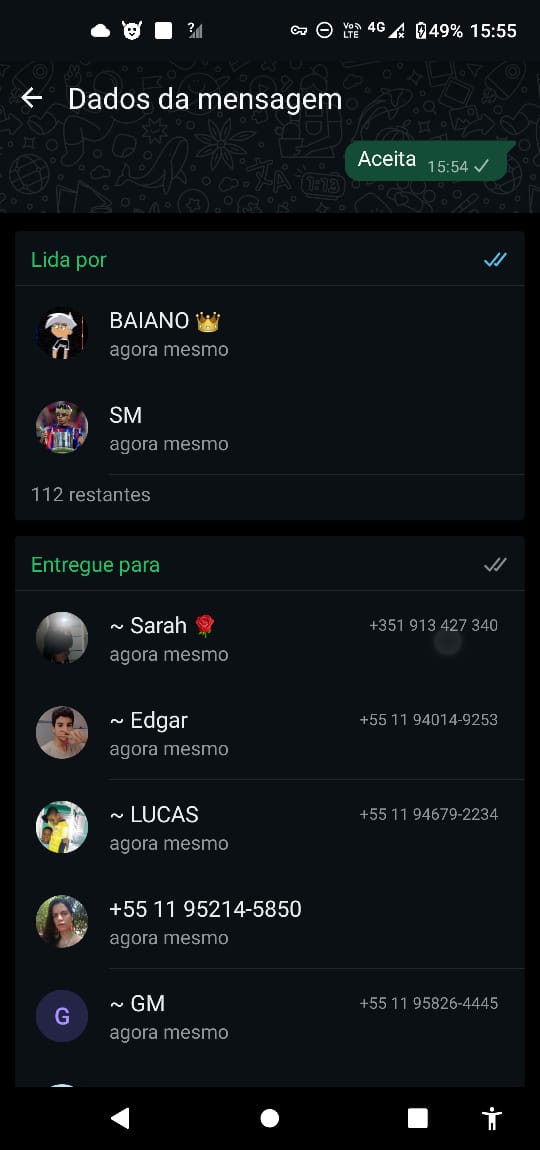 4G 49% 15:55
Dados da mensagem
Aceita 15:54
Lida por
BAIANO
agora mesmo
SM
agora mesmo
112 restantes
Entregue para
~ Sarah +351 913 427 340
agora mesmo
~ Edgar +55 11 94014-9253
agora mesmo
~ LUCAS +55 11 94679-2234
agora mesmo
+55 11 95214-5850
agora mesmo
G ~ GM +55 11 95826-4445
agora mesmo